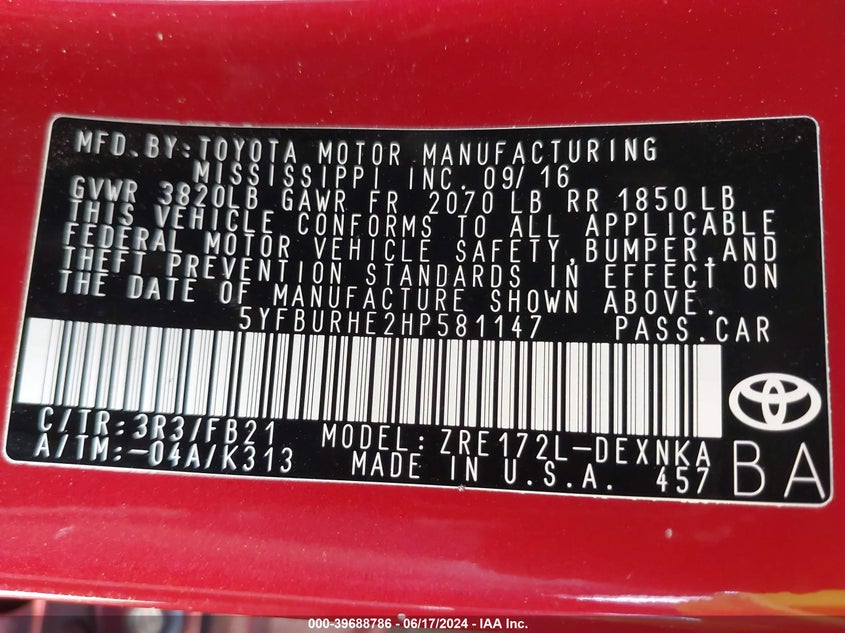 MFD.BY:TOYOTA MOTOR MANUFACTURING
MISSISSIPPI INC. 09/16
GVWR 3820LB GAWR FR 2070 LB RR 1850 LB
THIS VEHICLE CONFORMS TO ALL APPLICABLE
FEDERAL MOTOR VEHICLE SAFETY,BUMPER,AND
THEFT PREVENTION STANDARDS IN EFFECT ON
THE DATE OF MANUFACTURE SHOWN ABOVE.
5YFBURHE2HP581147 PASS.CAR
C/TR:3R3/FB21 MODEL:ZRE172L-DEXNKA
A/TM:-04A/K313 MADE IN U.S.A. 457
BA
000-39688786 - 06/17/2024 - IAA Inc.